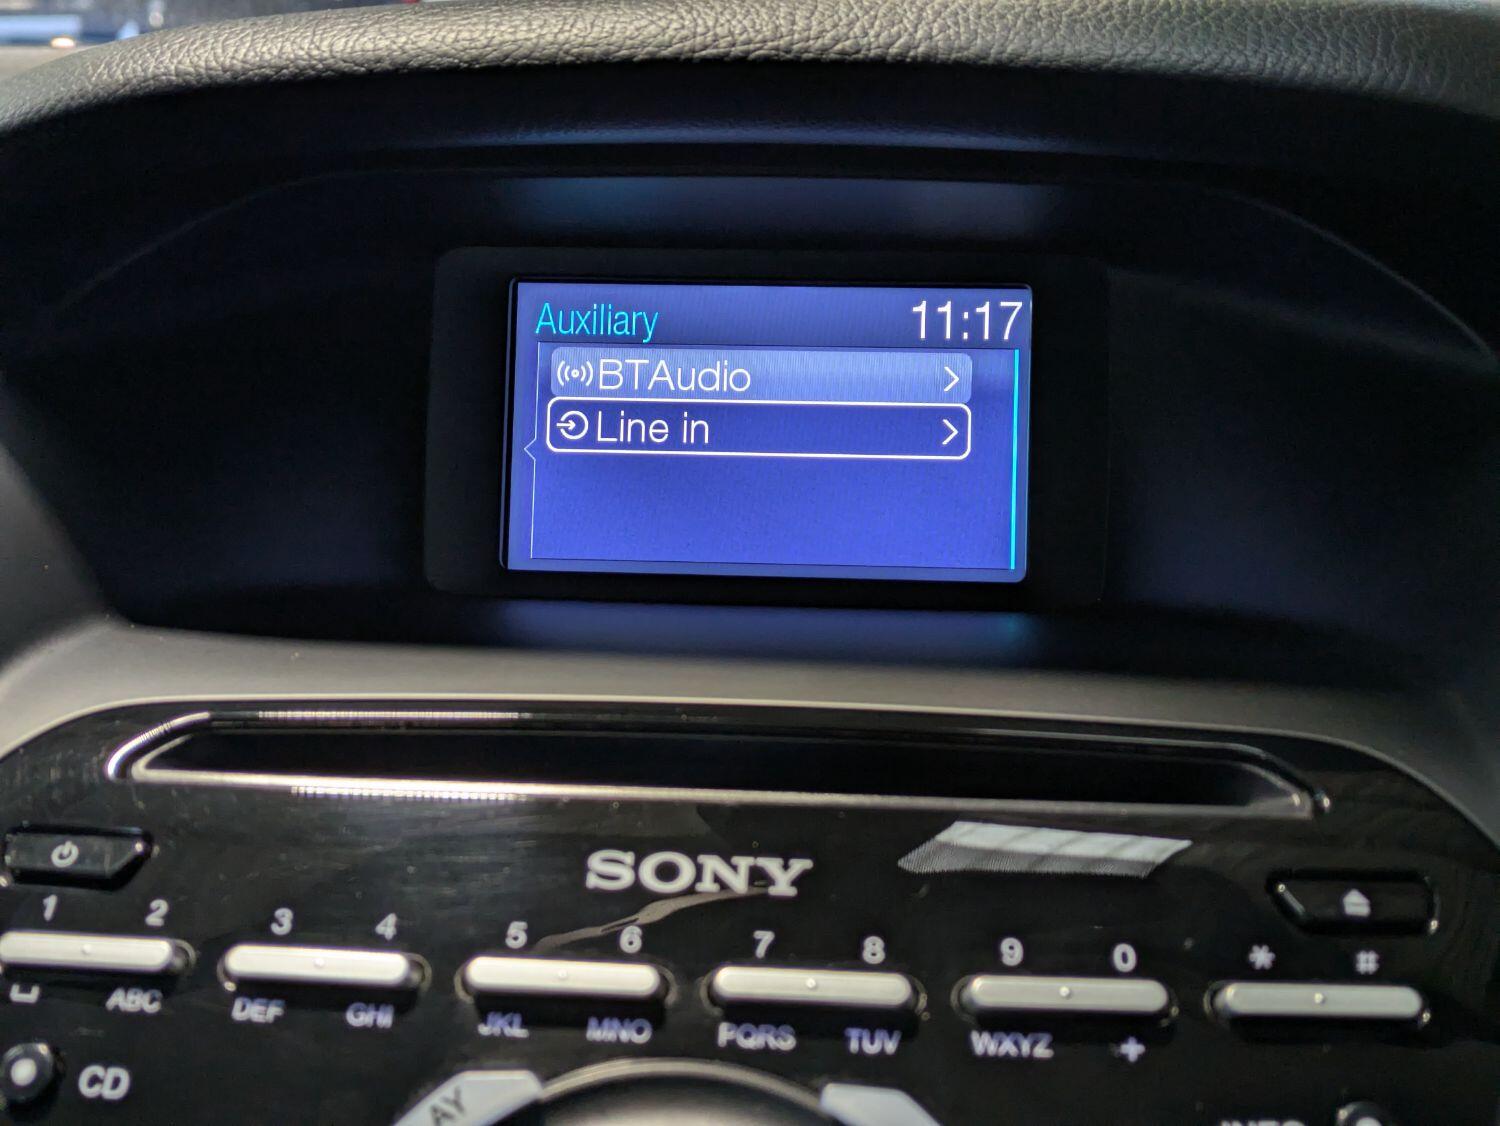 Auxiliary 11:17
BTAudio
Line in
SONY
1 2 3 4 5 6 7 8 9 0 * #
ABC DEF GHI JKL MNO PQRS TUV WXYZ +
CD